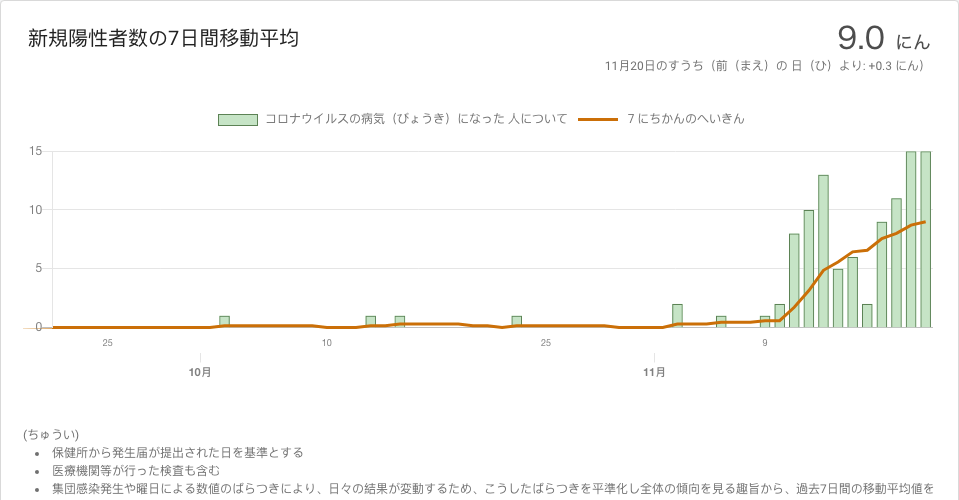 新規陽性者数の7日間移動平均
9.0 にん
11月20日のすうち（前（まえ）の 日（ひ）より: +0.3 にん）
コロナウイルスの病気（びょうき）になった 人について
7 にちかんのへいきん
15
10
5
0
25
10
25
9
10月
11月
(ちゅうい)
• 保健所から発生届が提出された日を基準とする
• 医療機関等が行った検査も含む
• 集団感染発生や曜日による数値のばらつきにより、日々の結果が変動するため、こうしたばらつきを平準化し全体の傾向を見る趣旨から、過去7日間の移動平均値を